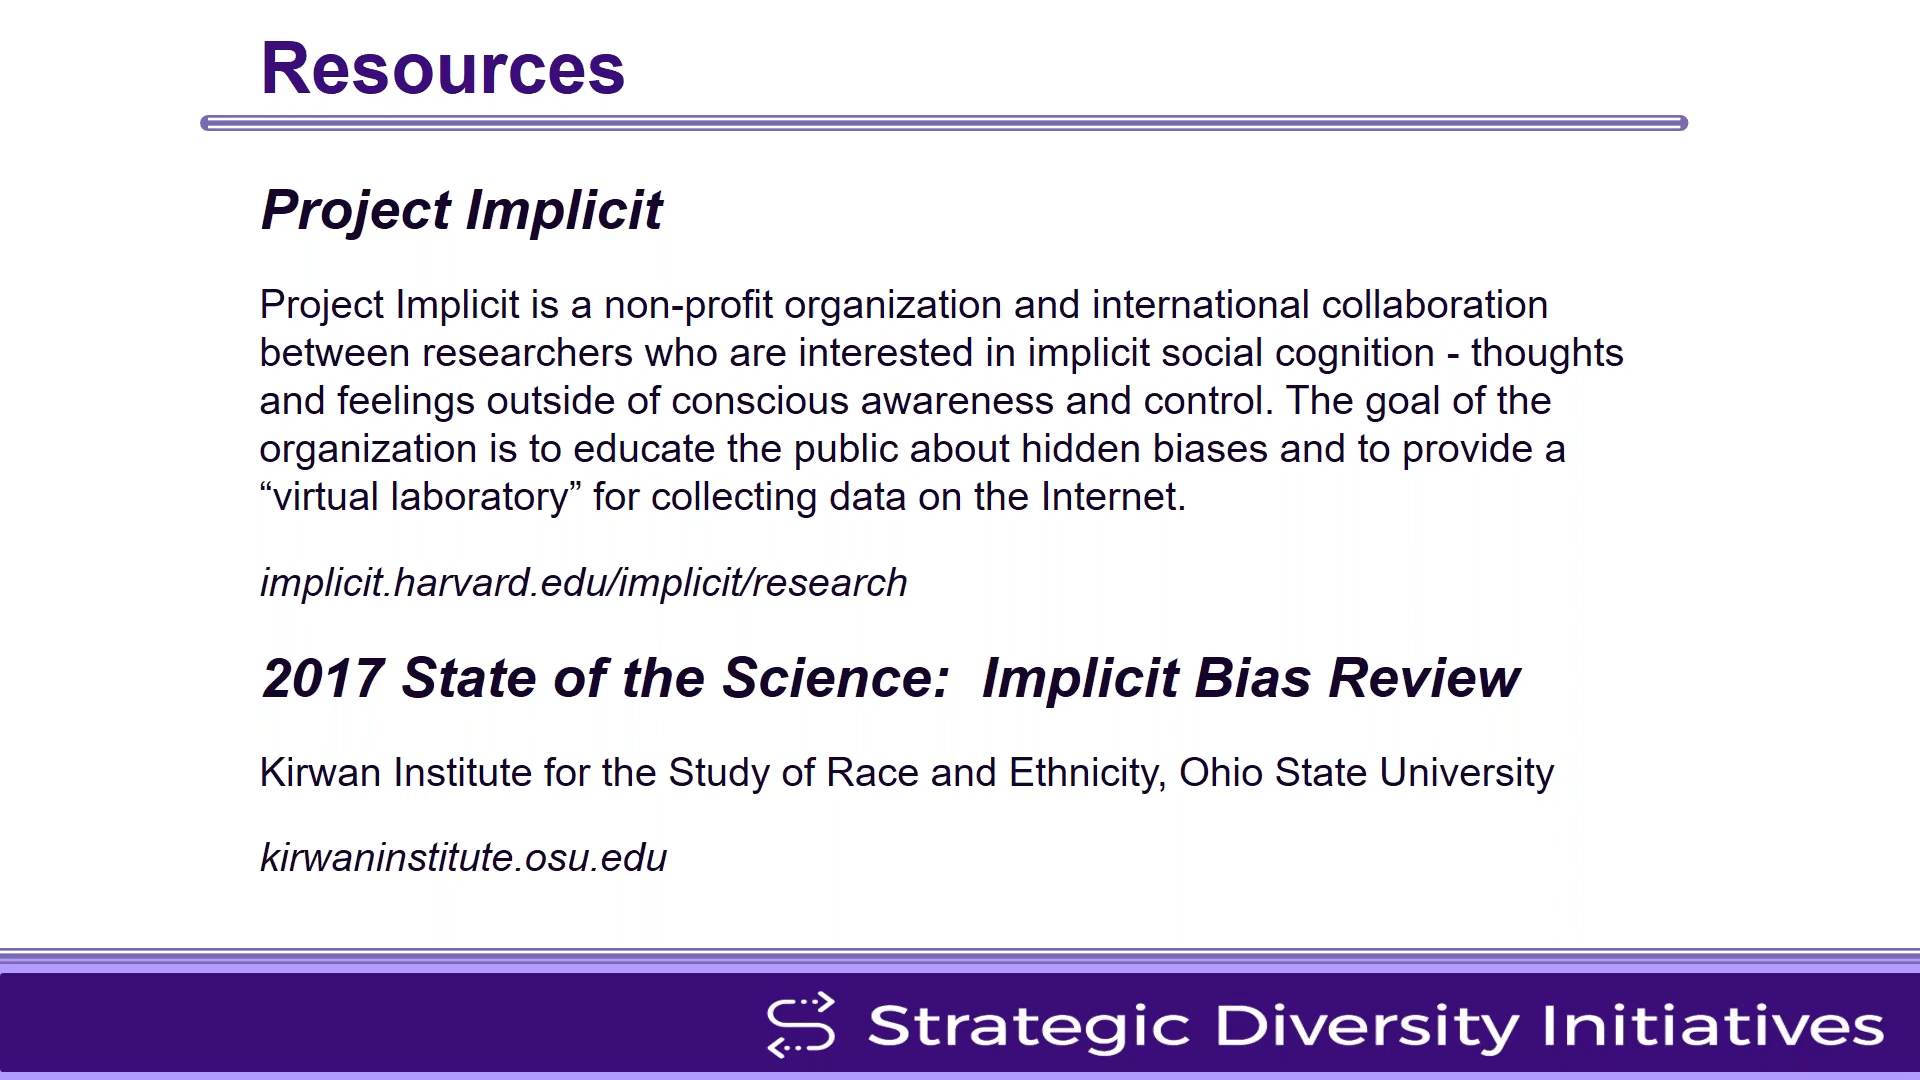 Resources
Project Implicit
Project Implicit is a non-profit organization and international collaboration
between researchers who are interested in implicit social cognition - thoughts
and feelings outside of conscious awareness and control. The goal of the
organization is to educate the public about hidden biases and to provide a
“virtual laboratory” for collecting data on the Internet.
implicit.harvard.edu/implicit/research
2017 State of the Science:  Implicit Bias Review
Kirwan Institute for the Study of Race and Ethnicity, Ohio State University
kirwaninstitute.osu.edu
Strategic Diversity Initiatives